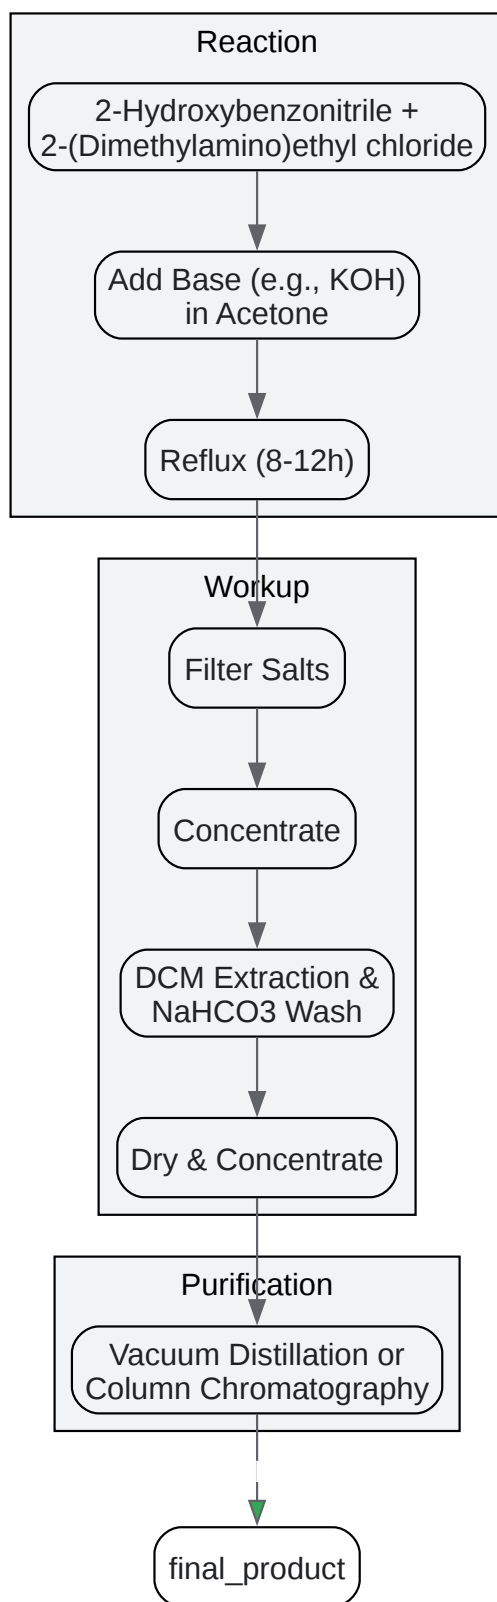 Reaction
2-Hydroxybenzonitrile +
2-(Dimethylamino)ethyl chloride
Add Base (e.g., KOH)
in Acetone
Reflux (8-12h)
Workup
Filter Salts
Concentrate
DCM Extraction &
NaHCO3 Wash
Dry & Concentrate
Purification
Vacuum Distillation or
Column Chromatography
final_product